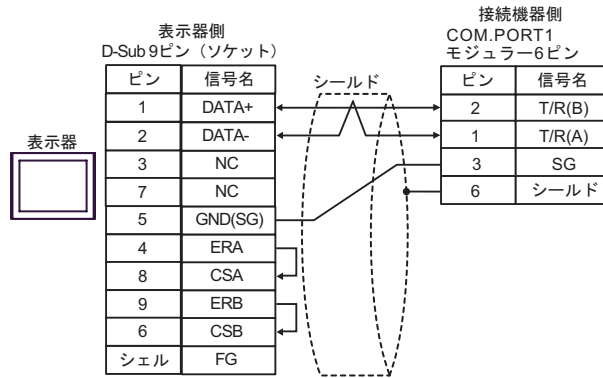 表示器側
D-Sub 9ピン（ソケット）
接続機器側
COM.PORT1
モジュラー6ピン
表示器
シールド
ピン 信号名
1 DATA+
2 DATA-
3 NC
7 NC
5 GND(SG)
4 ERA
8 CSA
9 ERB
6 CSB
シェル FG
ピン 信号名
2 T/R(B)
1 T/R(A)
3 SG
6 シールド